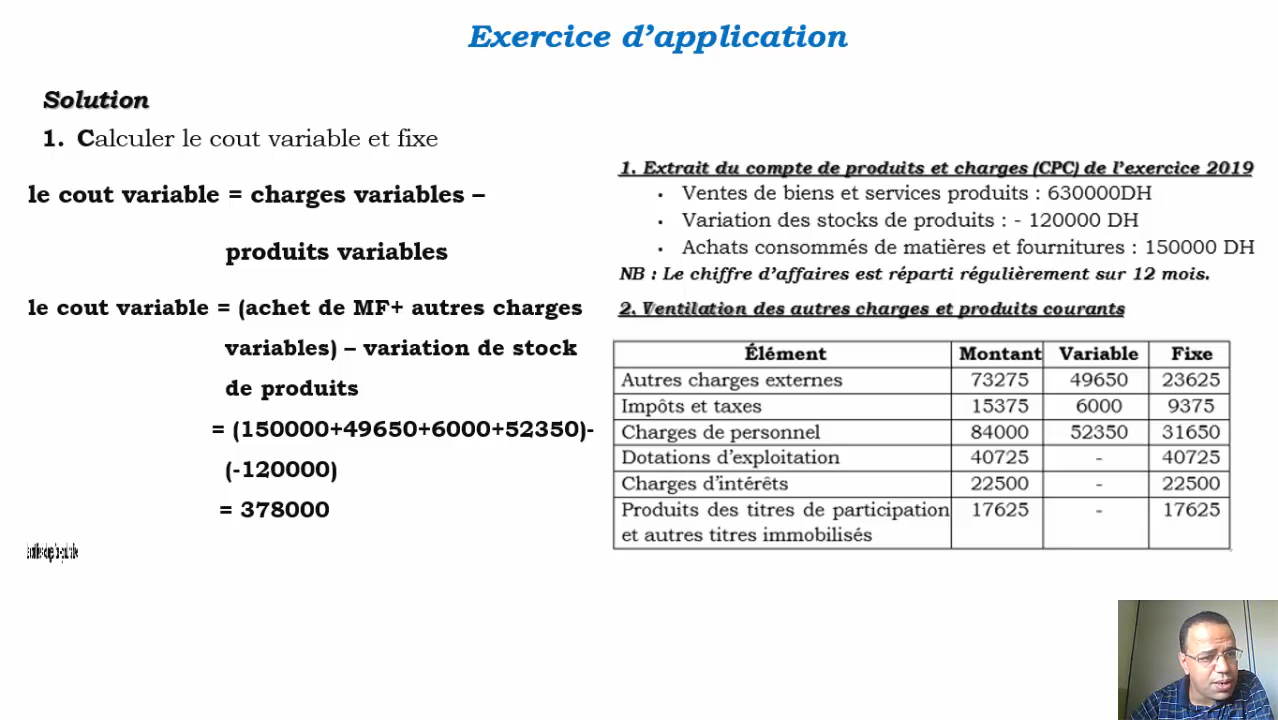 Exercice d'application
Solution
1. Calculer le cout variable et fixe
le cout variable = charges variables –
produits variables
le cout variable = (achet de MF+ autres charges
variables) – variation de stock
de produits
= (150000+49650+6000+52350)-
(-120000)
= 378000
1. Extrait du compte de produits et charges (CPC) de l'exercice 2019
• Ventes de biens et services produits : 630000DH
• Variation des stocks de produits : - 120000 DH
• Achats consommés de matières et fournitures : 150000 DH
NB : Le chiffre d'affaires est réparti régulièrement sur 12 mois.
2. Ventilation des autres charges et produits courants
Élément Montant Variable Fixe
Autres charges externes 73275 49650 23625
Impôts et taxes 15375 6000 9375
Charges de personnel 84000 52350 31650
Dotations d'exploitation 40725 - 40725
Charges d'intérêts 22500 - 22500
Produits des titres de participation 17625 - 17625
et autres titres immobilisés